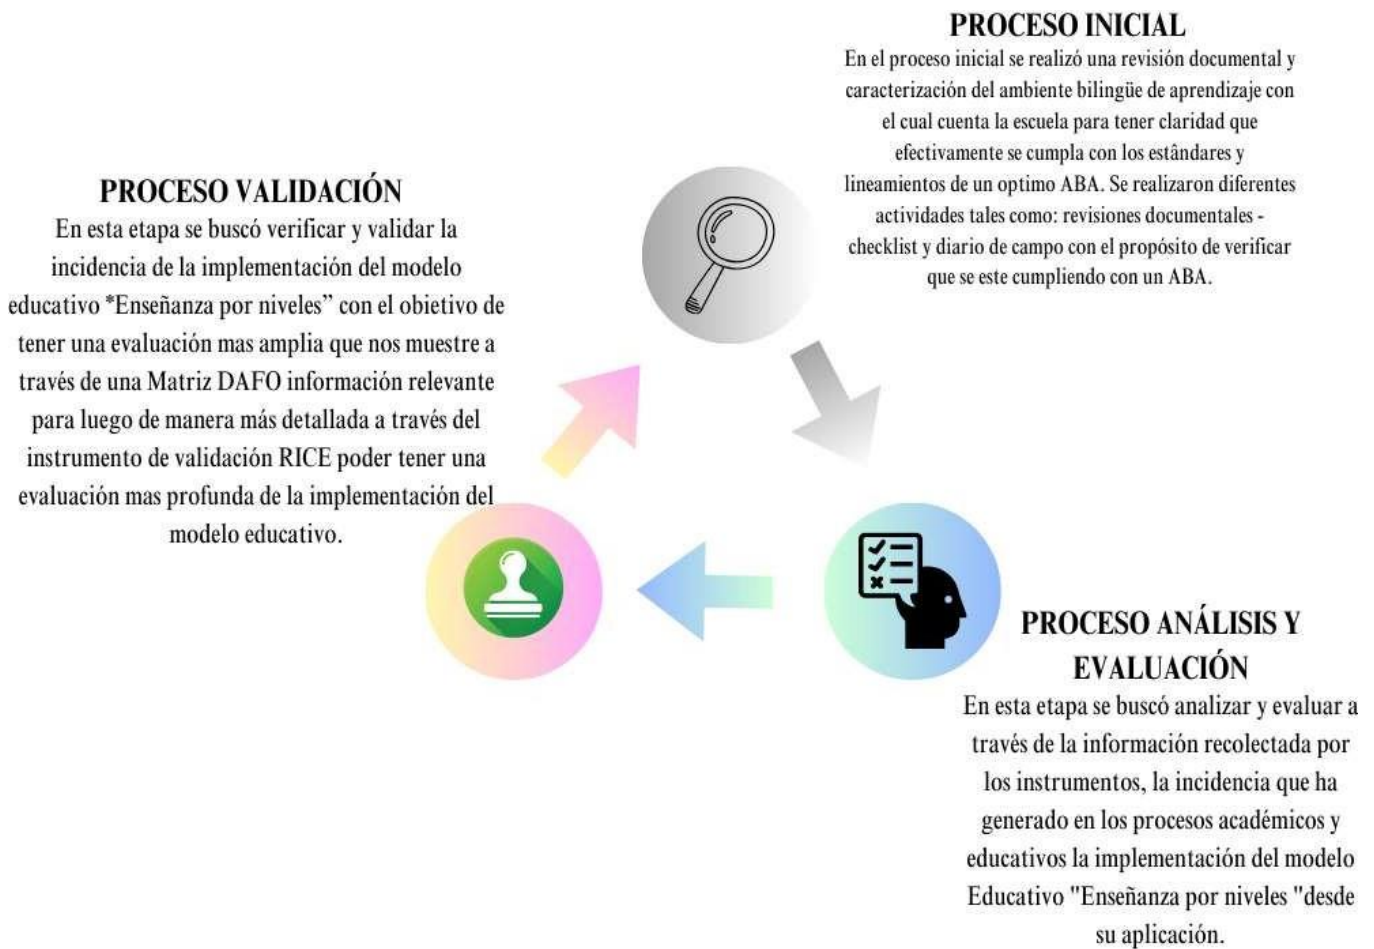 PROCESO INICIAL
En el proceso inicial se realizó una revisión documental y
caracterización del ambiente bilingüe de aprendizaje con
el cual cuenta la escuela para tener claridad que
efectivamente se cumpla con los estândares y
lineamientos de un optimo ABA. Se realizaron diferentes
actividades tales como: revisiones documentales -
checklist y diario de campo con el propósito de verificar
que se este cumpliendo con un ABA.
PROCESO ANÁLISIS Y
EVALUACIÓN
En esta etapa se buscó analizar y evaluar a
través de la información recolectada por
los instrumentos, la incidencia que ha
generado en los procesos académicos y
educativos la implementación del modelo
Educativo "Enseñanza por niveles "desde
su aplicación.
PROCESO VALIDACIÓN
En esta etapa se buscó verificar y validar la
incidencia de la implementación del modelo
educativo *Enseñanza por niveles” con el obietivo de
tener una evaluación mas amplia que nos muestre a
través de una Matriz DAFO información relevante
para luego de manera más detallada a través del
instrumento de validación RICE poder tener una
evaluación mas profunda de la implementación del
modelo educativo.